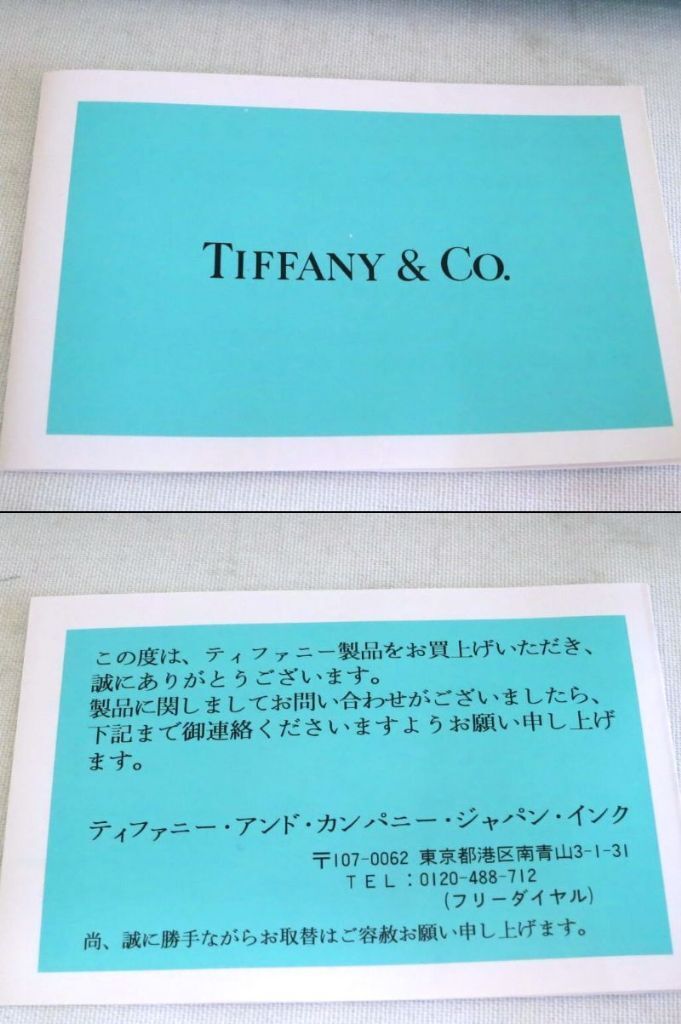 TIFFANY & CO.
この度は、ティファニー製品をお買上げいただき、
誠にありがとうございます。
製品に関しましてお問い合わせがございましたら、
下記まで御連絡くださいますようお願い申し上げ
ます。
ティファニー・アンド・カンパニー・ジャパン・インク
〒107-0062 東京都港区南青山3-1-31
TEL：0120-488-712
(フリーダイヤル)
尚、誠に勝手ながらお取替はご容赦お願い申し上げます。